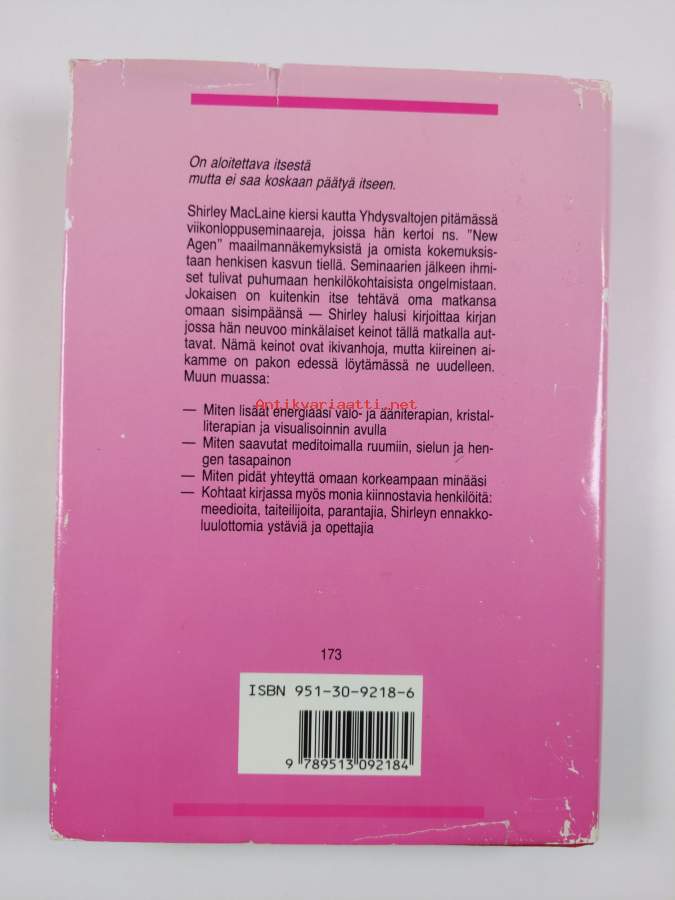 On aloitettava itsestä
mutta ei saa koskaan päätyä itseen.
Shirley MacLaine kiersi kautta Yhdysvaltojen pitämässä
viikonloppuseminaareja, joissa hän kertoi ns. ”New
Agen” maailmannäkemyksistä ja omista kokemuksis-
taan henkisen kasvun tiellä. Seminaarien jälkeen ihmi-
set tulivat puhumaan henkilökohtaisista ongelmistaan.
Jokaisen on kuitenkin itse tehtävä oma matkansa
omaan sisimpäänsä — Shirley halusi kirjoittaa kirjan
jossa hän neuvoo minkälaiset keinot tällä matkalla aut-
tavat. Nämä keinot ovat ikivanhoja, mutta kiireinen ai-
kamme on pakon edessä löytämässä ne uudelleen.
Muun muassa:
Antikvariaatti.net
— Miten lisäät energiaasi valo- ja ääniterapian, kristal-
literapian ja visualisoinnin avulla
— Miten saavutat meditoimalla ruumiin, sielun ja hen-
gen tasapainon
— Miten pidät yhteyttä omaan korkeampaan minääsi
— Kohtaat kirjassa myös monia kiinnostavia henkilöitä:
meedioita, taiteilijoita, parantajia, Shirleyn ennakko-
luulottomia ystäviä ja opettajia
173
ISBN 951-30-9218-6
9 789513 092184